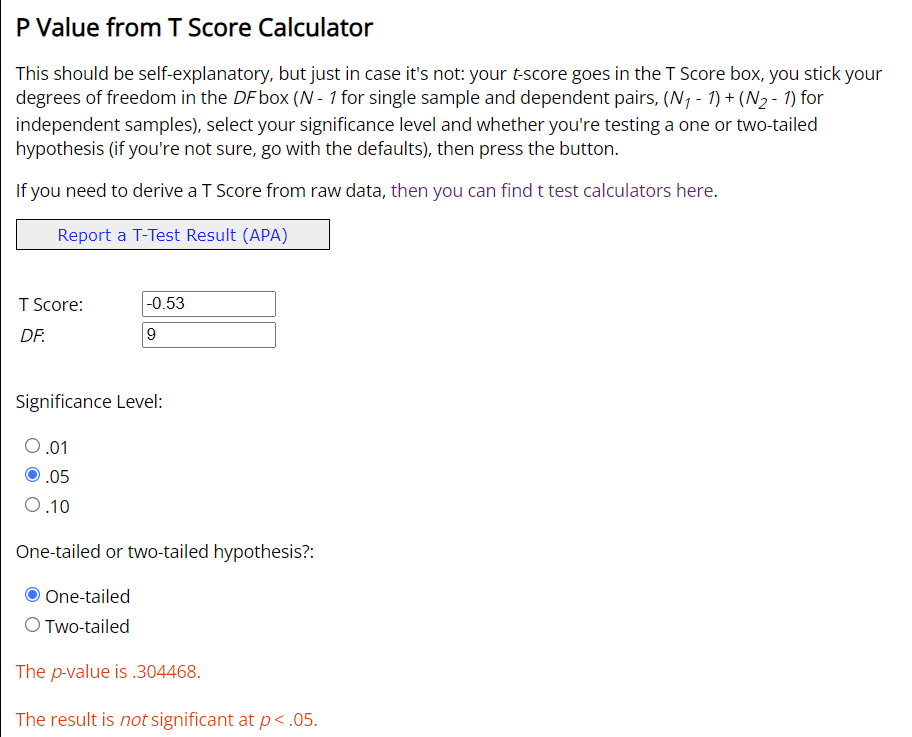 P Value from T Score Calculator
This should be self-explanatory, but just in case it's not: your t-score goes in the T Score box, you stick your
degrees of freedom in the DF box (N - 1 for single sample and dependent pairs, (N1 - 1) + (N2 - 1) for
independent samples), select your significance level and whether you're testing a one or two-tailed
hypothesis (if you're not sure, go with the defaults), then press the button.
If you need to derive a T Score from raw data, then you can find t test calculators here.
Report a T-Test Result (APA)
T Score: -0.53
DF: 9
Significance Level:
.01
.05
.10
One-tailed or two-tailed hypothesis?:
One-tailed
Two-tailed
The p-value is .304468.
The result is not significant at p < .05.